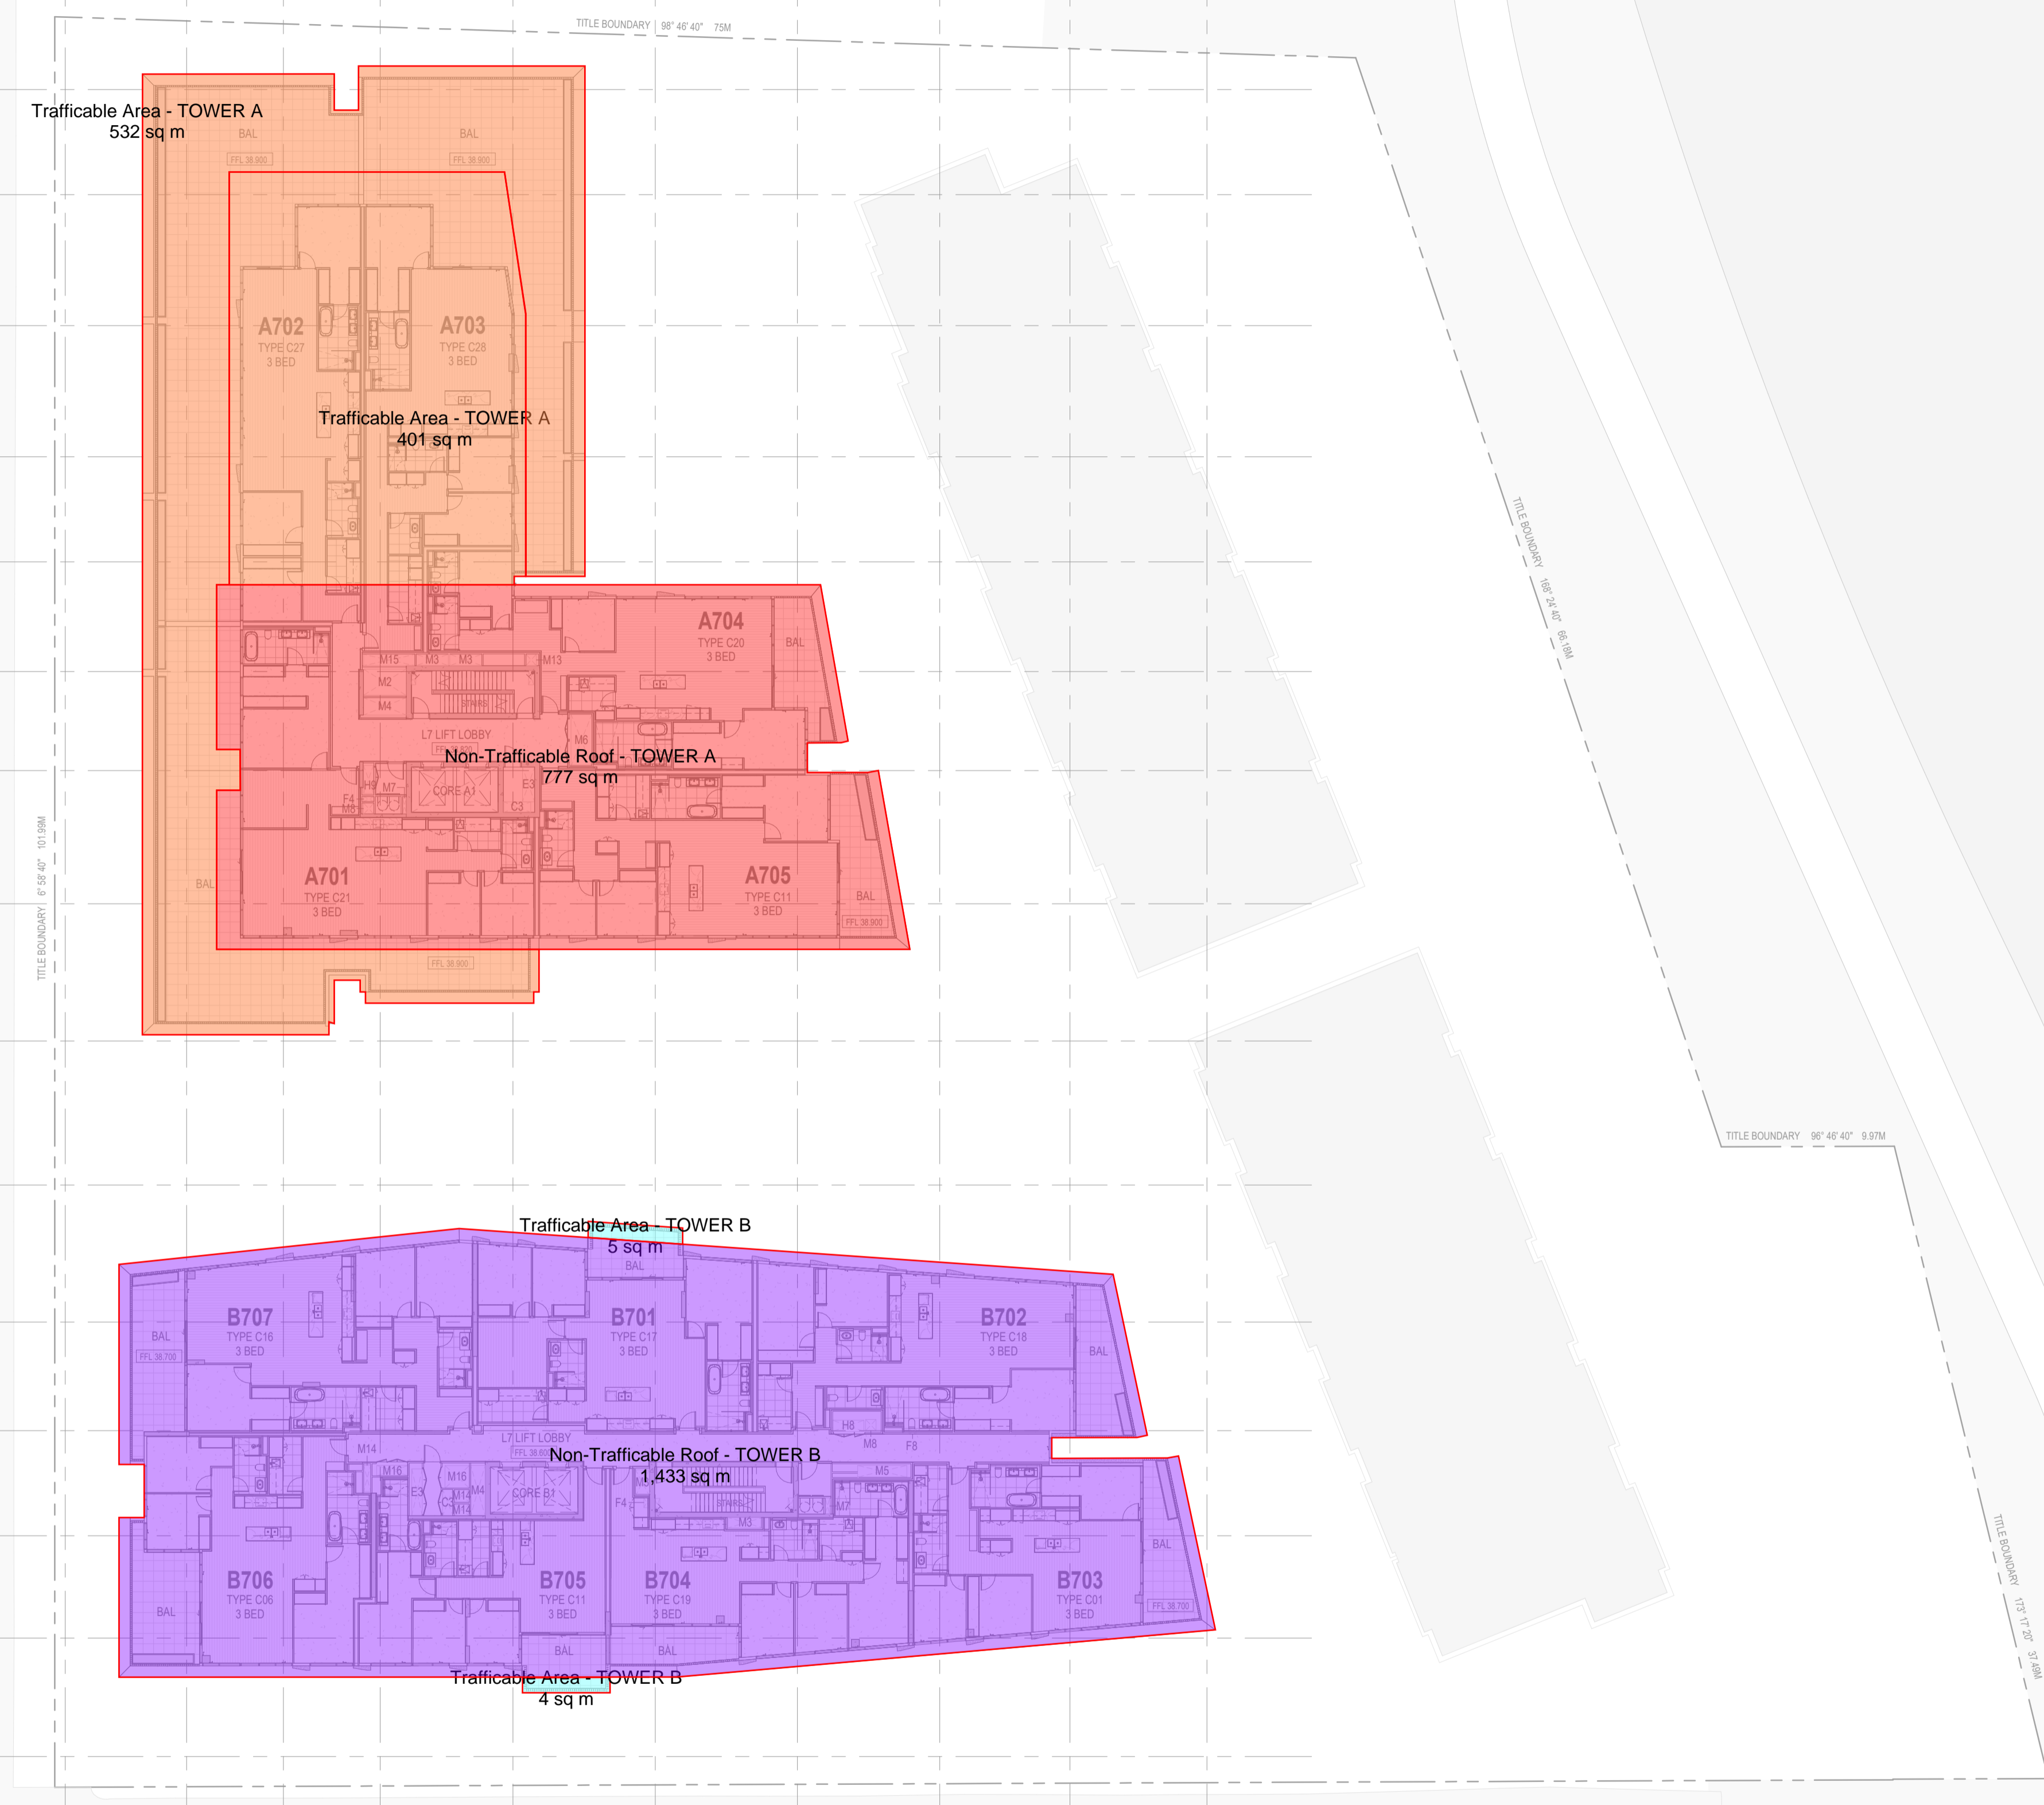 TITLE BOUNDARY 98° 46' 40" 75M
Trafficable Area - TOWER A
532 sq m
BAL
BAL
FFL 38.900
FFL 38.900
A702
TYPE C27
3 BED
A703
TYPE C28
3 BED
Trafficable Area - TOWER A
401 sq m
TITLE BOUNDARY 168° 24' 40" 66.18M
A704
TYPE C20
3 BED
BAL
M15
M3
M3
M13
M2
M4
STAIRS
L7 LIFT LOBBY
M6
Non-Trafficable Roof - TOWER A
777 sq m
H9
M7
CORE A1
E3
F4
M8
C3
TITLE BOUNDARY 6° 58' 40" 101.99M
BAL
A701
TYPE C21
3 BED
A705
TYPE C11
3 BED
BAL
FFL 38.900
FFL 38.900
TITLE BOUNDARY 96° 46' 40" 9.97M
Trafficable Area - TOWER B
5 sq m
BAL
B707
TYPE C16
3 BED
B701
TYPE C17
3 BED
B702
TYPE C18
3 BED
BAL
FFL 38.700
BAL
H8
L7 LIFT LOBBY
M14
M8
F8
Non-Trafficable Roof - TOWER B
1,433 sq m
M16
M16
M5
E3
M4
CORE B1
C3
M14
M14
F4
STAIRS
M7
M3
BAL
B706
TYPE C06
3 BED
B705
TYPE C11
3 BED
B704
TYPE C19
3 BED
B703
TYPE C01
3 BED
BAL
FFL 38.700
BAL
BAL
TITLE BOUNDARY 173° 17' 20" 37.49M
Trafficable Area - TOWER B
4 sq m